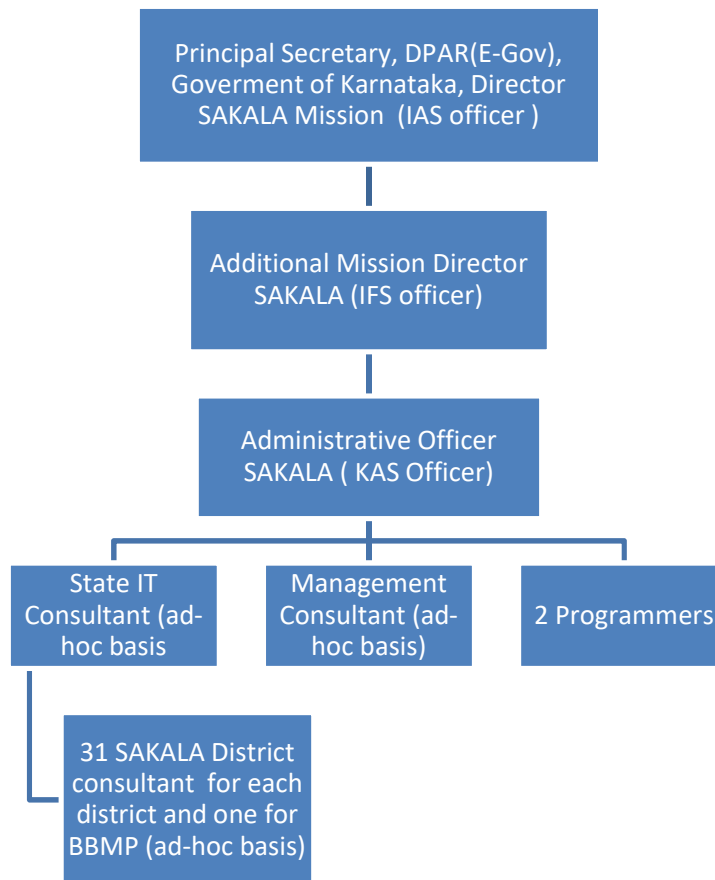 Principal Secretary, DPAR(E-Gov),
Goverment of Karnataka, Director
SAKALA Mission (IAS officer )
Additional Mission Director
SAKALA (IFS officer)
Administrative Officer
SAKALA ( KAS Officer)
State IT
Consultant (ad-
hoc basis
Management
Consultant (ad-
hoc basis)
2 Programmers
31 SAKALA District
consultant for each
district and one for
BBMP (ad-hoc basis)